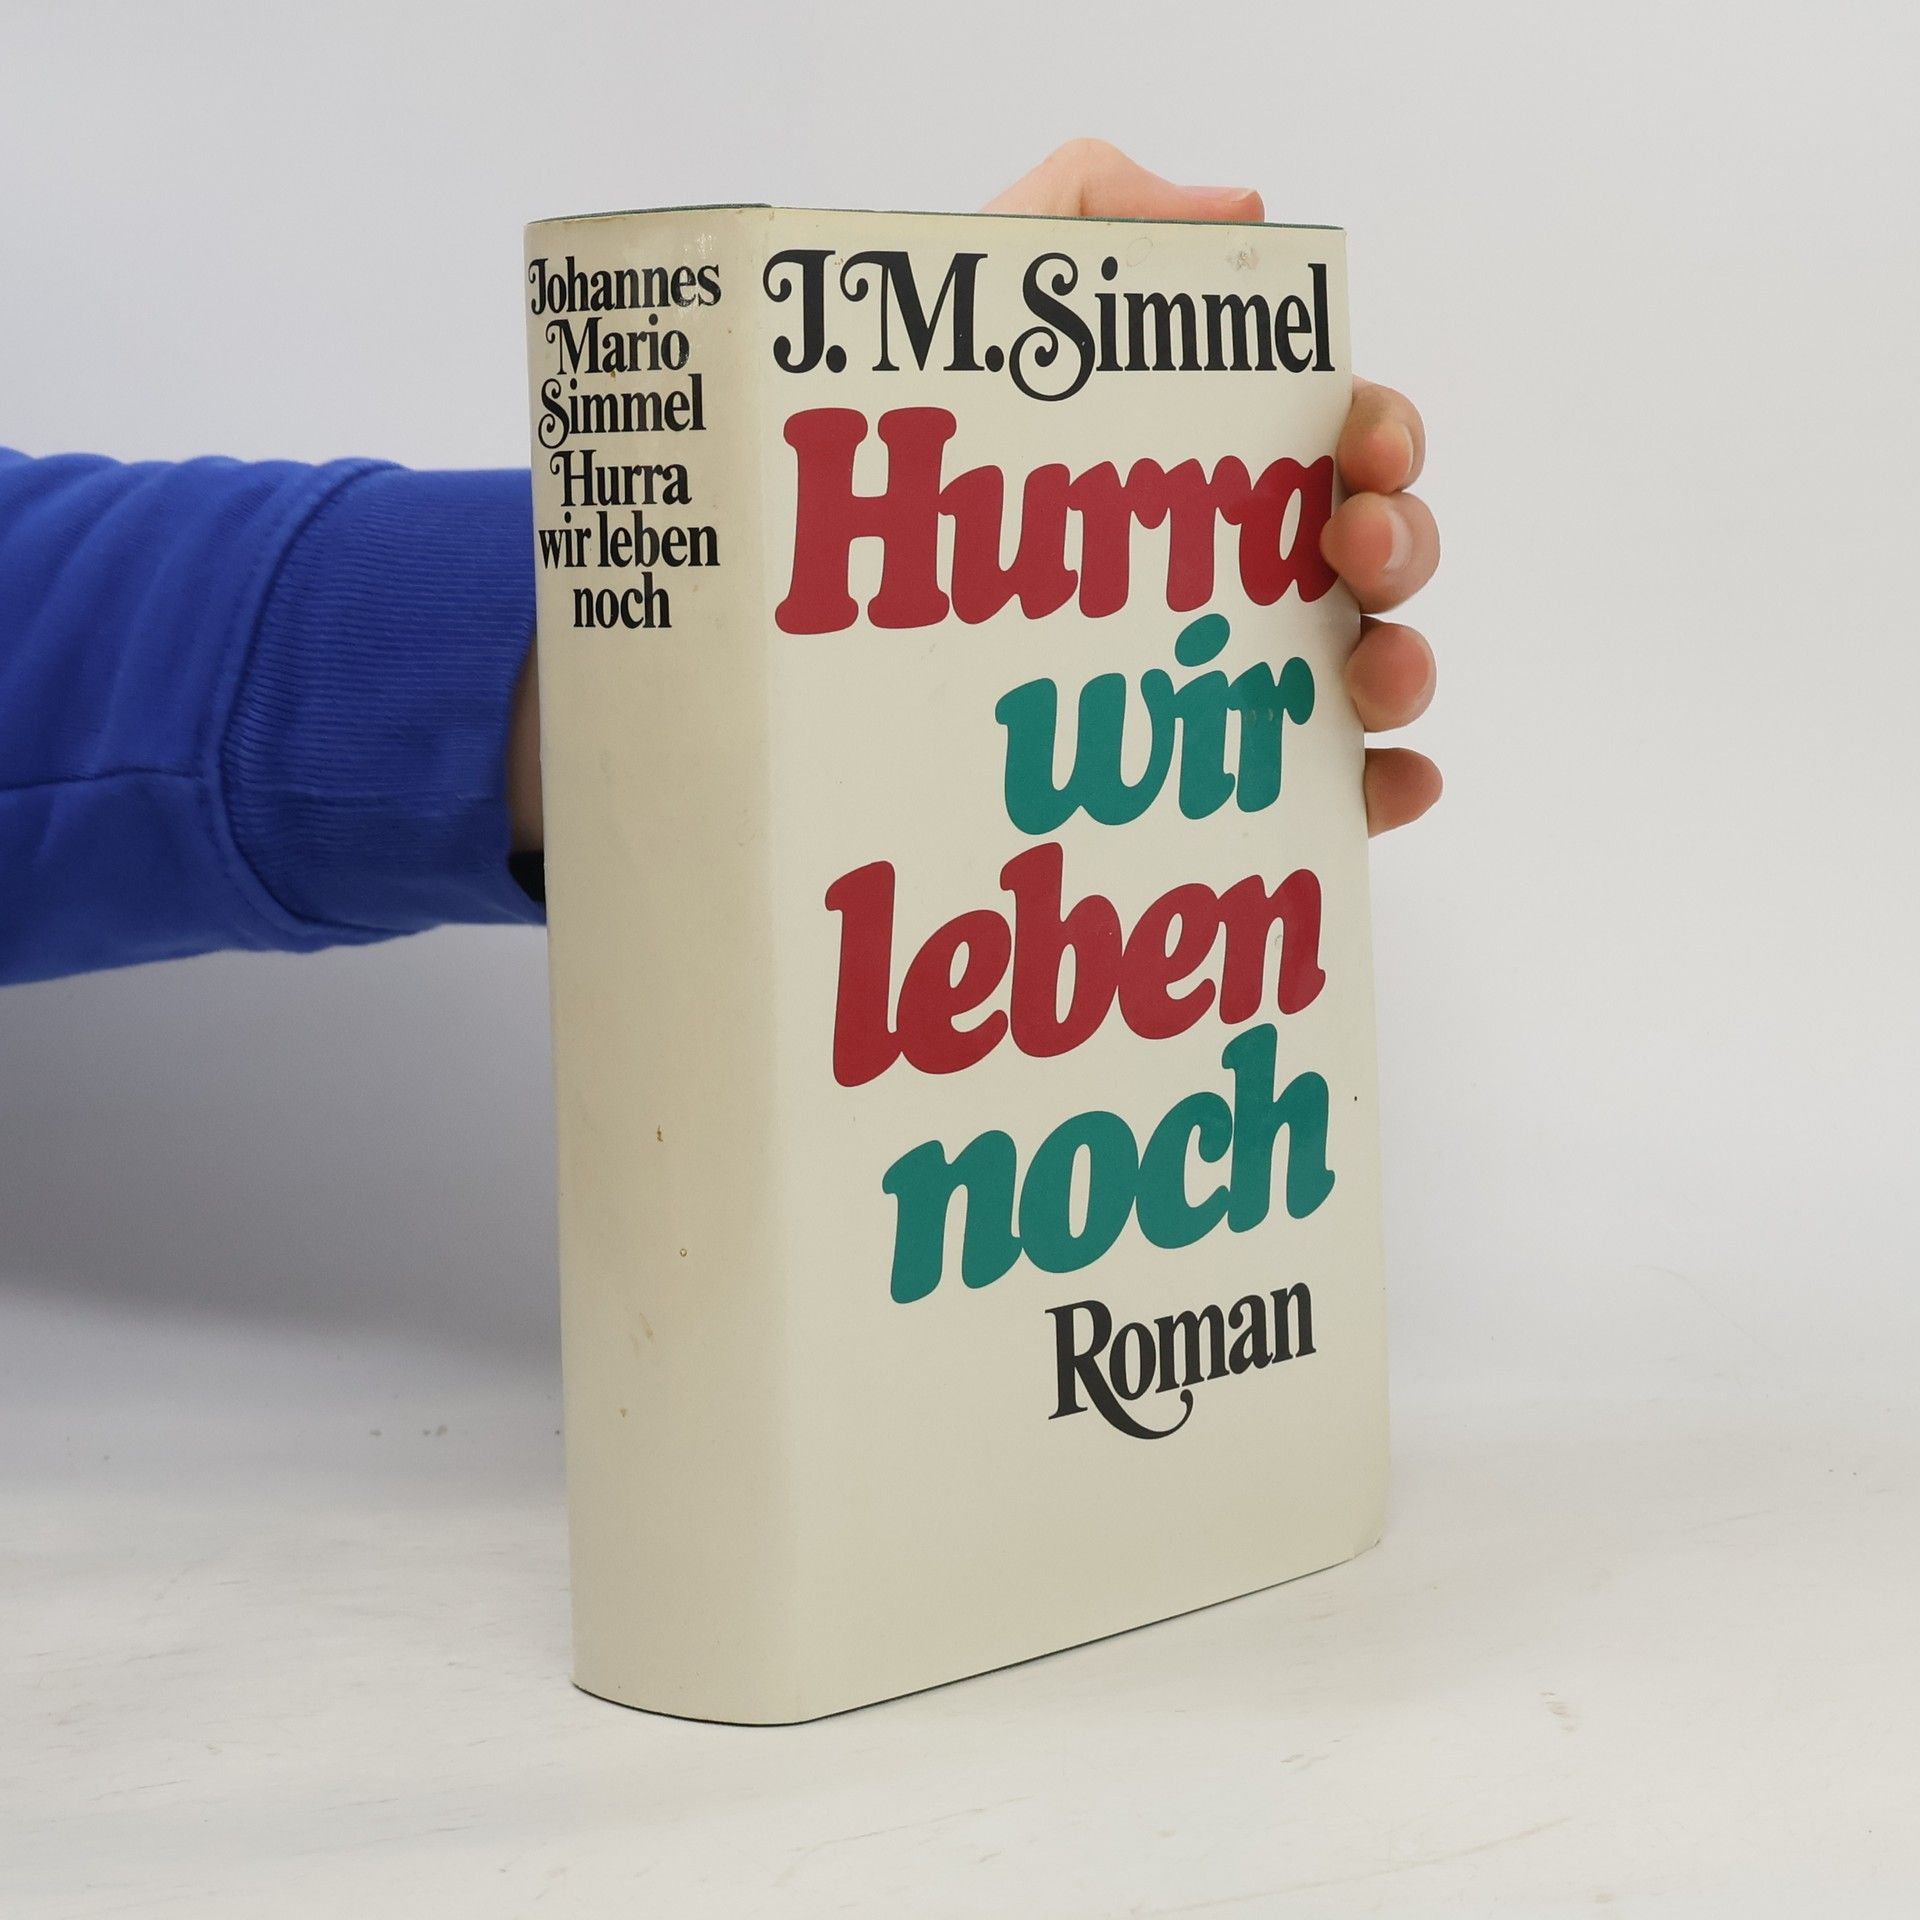 Johannes
Mario
Simmel
Hurra
wir leben
noch
J. M. Simmel
Hurra
wir
leben
noch
Roman